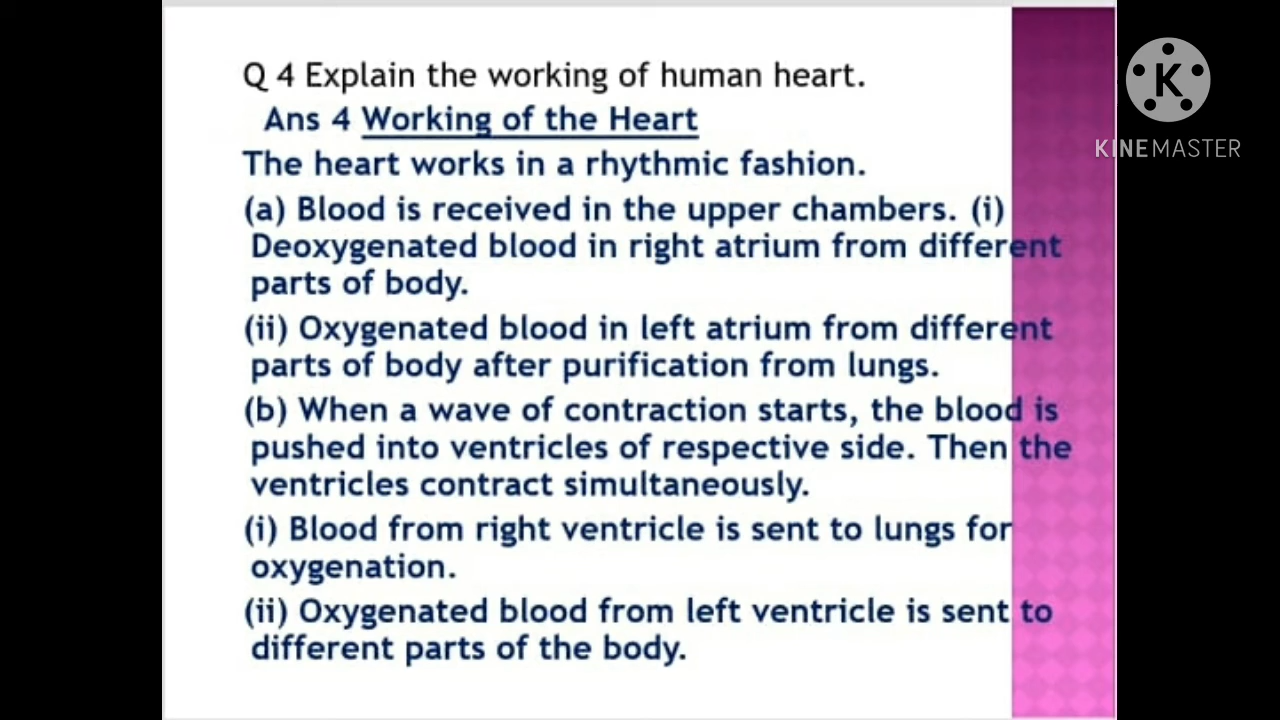 Q 4 Explain the working of human heart.
Ans 4 Working of the Heart
The heart works in a rhythmic fashion.
(a) Blood is received in the upper chambers. (i)
Deoxygenated blood in right atrium from different
parts of body.
(ii) Oxygenated blood in left atrium from different
parts of body after purification from lungs.
(b) When a wave of contraction starts, the blood is
pushed into ventricles of respective side. Then the
ventricles contract simultaneously.
(i) Blood from right ventricle is sent to lungs for
oxygenation.
(ii) Oxygenated blood from left ventricle is sent to
different parts of the body.
K
KINEMASTER